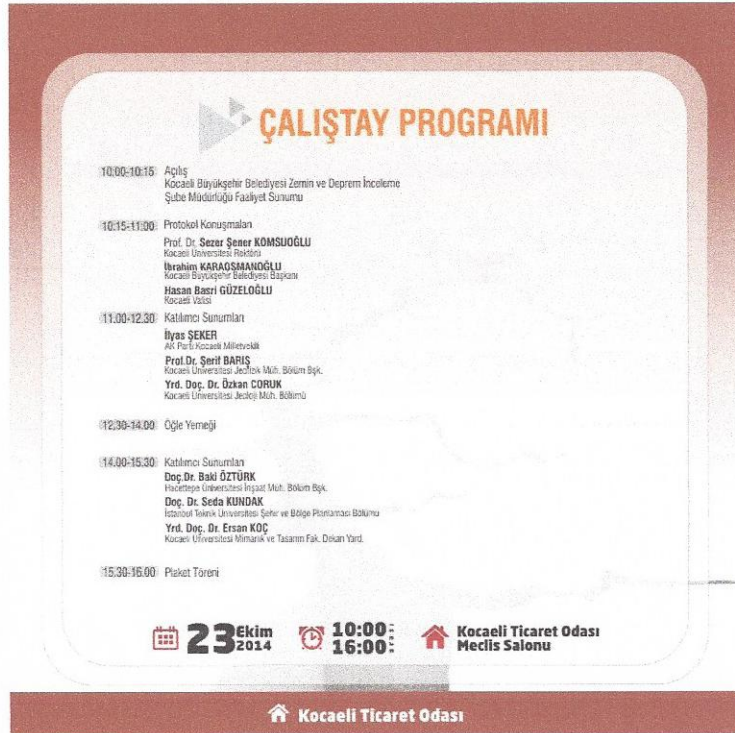 ÇALIŞTAY PROGRAMI
10:00-10:15 Açılış
Kocaeli Büyükşehir Belediyesi Zemin ve Deprem İnceleme
Şube Müdürlüğü Faaliyet Sunumu
10:15-11:00 Protokol Konuşmaları
Prof. Dr. Sezer Şener KOMSUOĞLU
Kocaeli Üniversitesi Rektörü
İbrahim KARAOSMANOĞLU
Kocaeli Büyükşehir Belediyesi Başkanı
Hasan Basri GÜZELOĞLU
Kocaeli Valisi
11.00-12.30 Katılımcı Sunumları
İlyas ŞEKER
AK Parti Kocaeli Milletvekili
Prof.Dr. Şerif BARIŞ
Kocaeli Üniversitesi Jeofizik Müh. Bölüm Bşk.
Yrd. Doç. Dr. Özkan CORUK
Kocaeli Üniversitesi Jeoloji Müh. Bölümü
12.30-14.00 Öğle Yemeği
14.00-15.30 Katılımcı Sunumları
Doç.Dr. Baki ÖZTÜRK
Hacettepe Üniversitesi İnşaat Müh. Bölüm Bşk.
Doç. Dr. Seda KUNDAK
İstanbul Teknik Üniversitesi Şehir ve Bölge Planlaması Bölümü
Yrd. Doç. Dr. Ersan KOÇ
Kocaeli Üniversitesi Mimarlık ve Tasarım Fak. Dekan Yard.
15.30-16.00 Plaket Töreni
23 Ekim 2014
10:00
16:00
Kocaeli Ticaret Odası
Meclis Salonu
Kocaeli Ticaret Odası